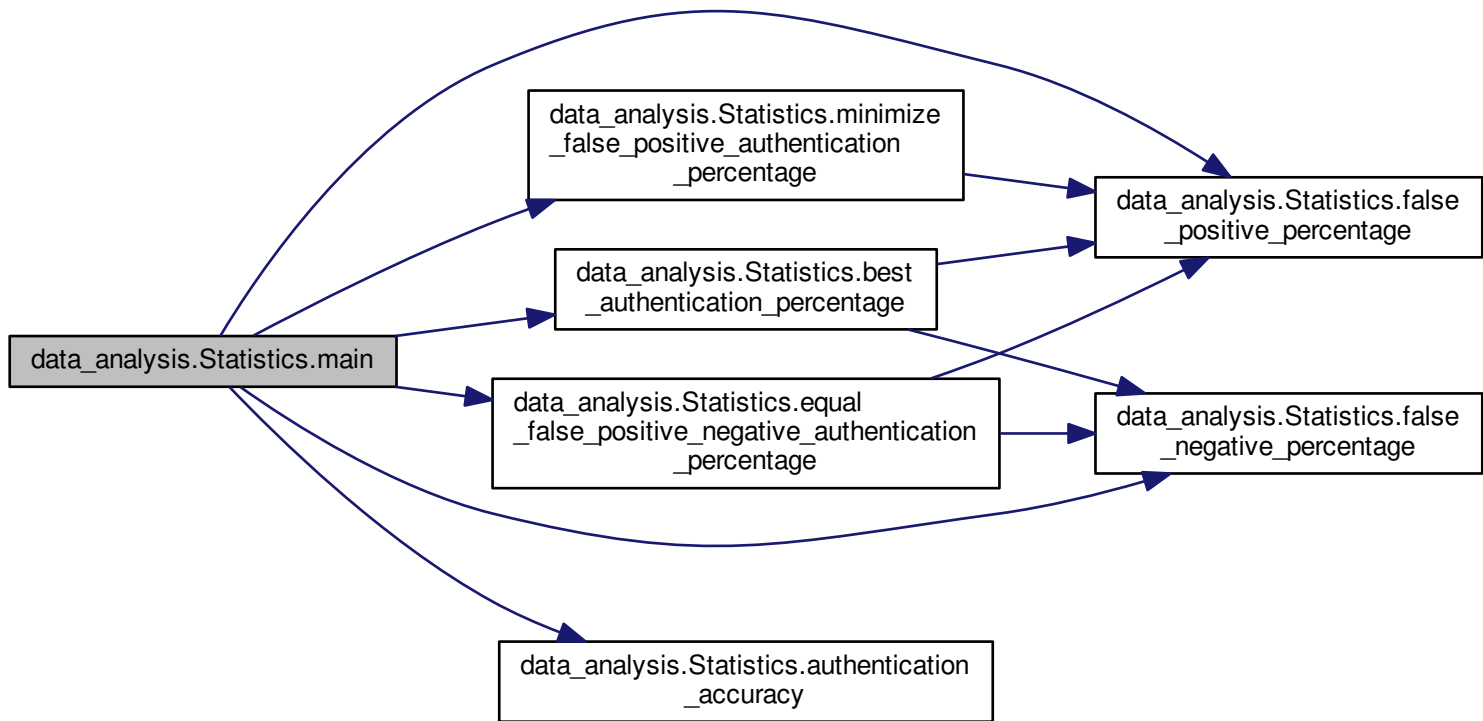 data_analysis.Statistics.main
data_analysis.Statistics.minimize
_false_positive_authentication
_percentage
data_analysis.Statistics.best
_authentication_percentage
data_analysis.Statistics.equal
_false_positive_negative_authentication
_percentage
data_analysis.Statistics.authentication
_accuracy
data_analysis.Statistics.false
_positive_percentage
data_analysis.Statistics.false
_negative_percentage